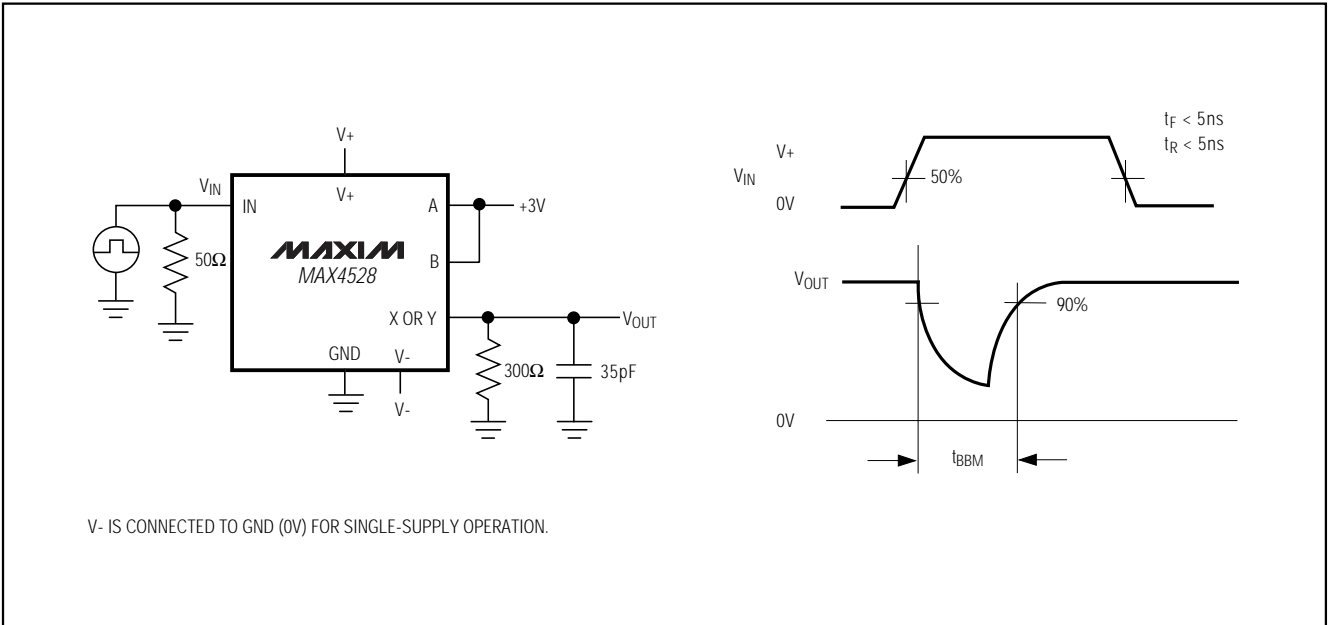 V+
V+
VIN
IN
A
+3V
50Ω
MAXIM
MAX4528
B
X OR Y
VOUT
GND
V-
V-
300Ω
35pF
V- IS CONNECTED TO GND (0V) FOR SINGLE-SUPPLY OPERATION.
tF < 5ns
tR < 5ns
V+
VIN
50%
0V
VOUT
90%
0V
tBBM